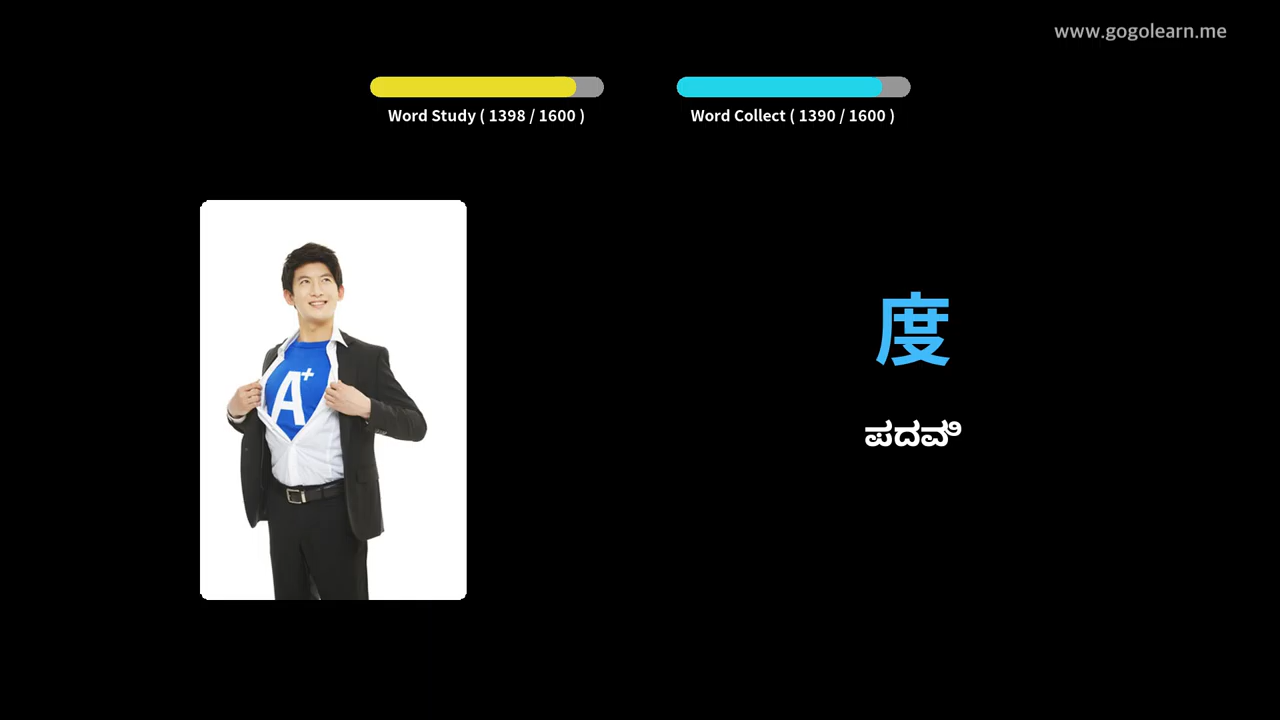 www.gogolearn.me
Word Study ( 1398 / 1600 )
Word Collect ( 1390 / 1600 )
A+
度
ಪದವಿ